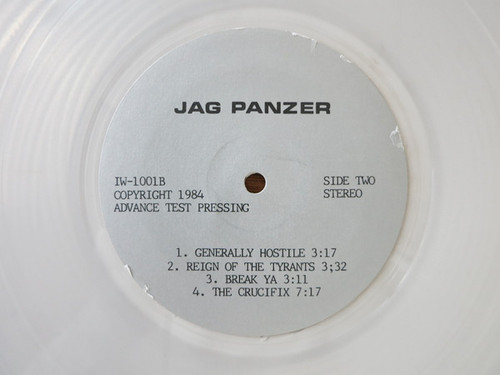 JAG PANZER
IW-1001B SIDE TWO
COPYRIGHT 1984 STEREO
ADVANCE TEST PRESSING
1. GENERALLY HOSTILE 3:17
2. REIGN OF THE TYRANTS 3;32
3. BREAK YA 3:11
4. THE CRUCIFIX 7:17